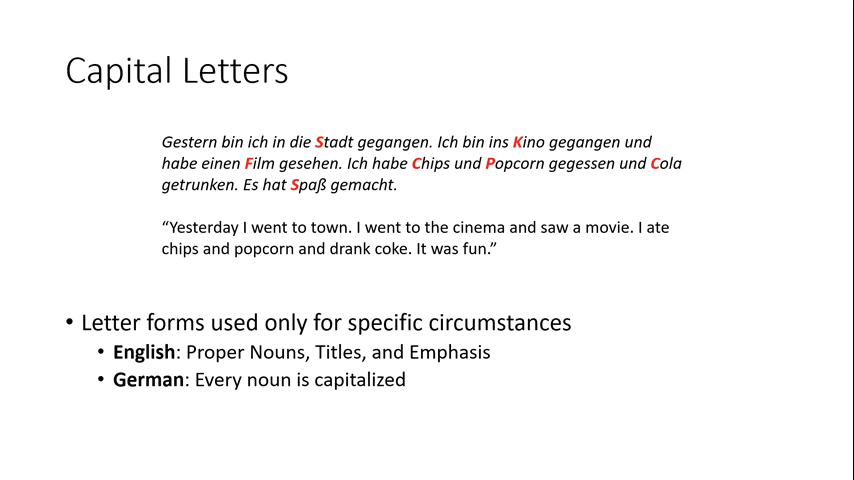 Capital Letters
Gestern bin ich in die Stadt gegangen. Ich bin ins Kino gegangen und
habe einen Film gesehen. Ich habe Chips und Popcorn gegessen und Cola
getrunken. Es hat Spaß gemacht.
“Yesterday I went to town. I went to the cinema and saw a movie. I ate
chips and popcorn and drank coke. It was fun.”
• Letter forms used only for specific circumstances
• English: Proper Nouns, Titles, and Emphasis
• German: Every noun is capitalized